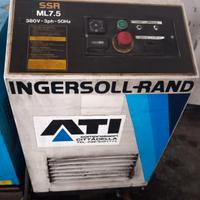 SSR
ML7.5
380V-3ph-50Hz
INGERSOLL-RAND
ATI
CITTADELLA